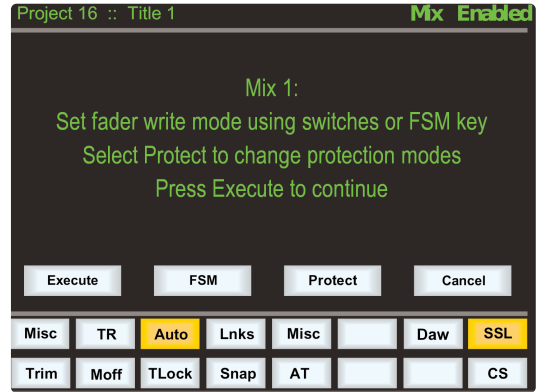 Project 16 :: Title 1 Mix Enabled
Mix 1:
Set fader write mode using switches or FSM key
Select Protect to change protection modes
Press Execute to continue
Execute FSM Protect Cancel
Misc TR Auto Lnks Misc Daw SSL
Trim Moff TLock Snap AT CS